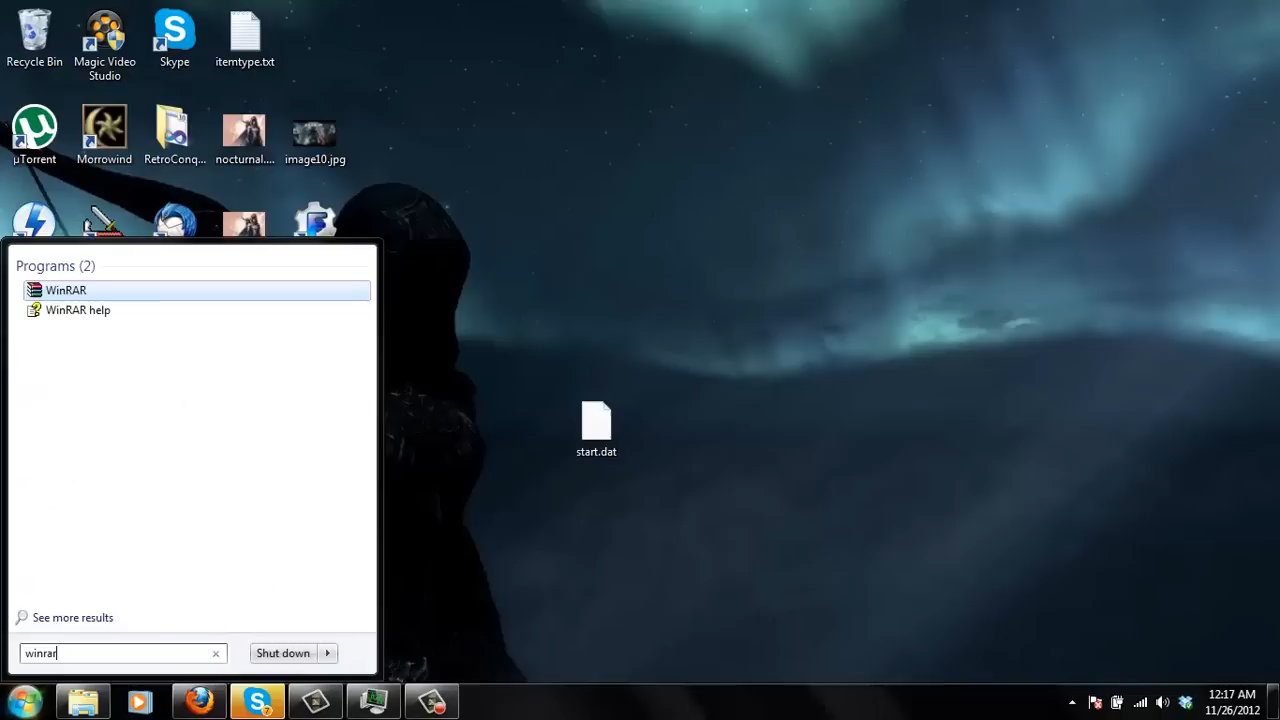 Recycle Bin
Magic Video Studio
Skype
itemtype.txt
µTorrent
Morrowind
RetroConq...
nocturnal....
image10.jpg
Programs (2)
WinRAR
WinRAR help
start.dat
See more results
winrar
Shut down
12:17 AM
11/26/2012